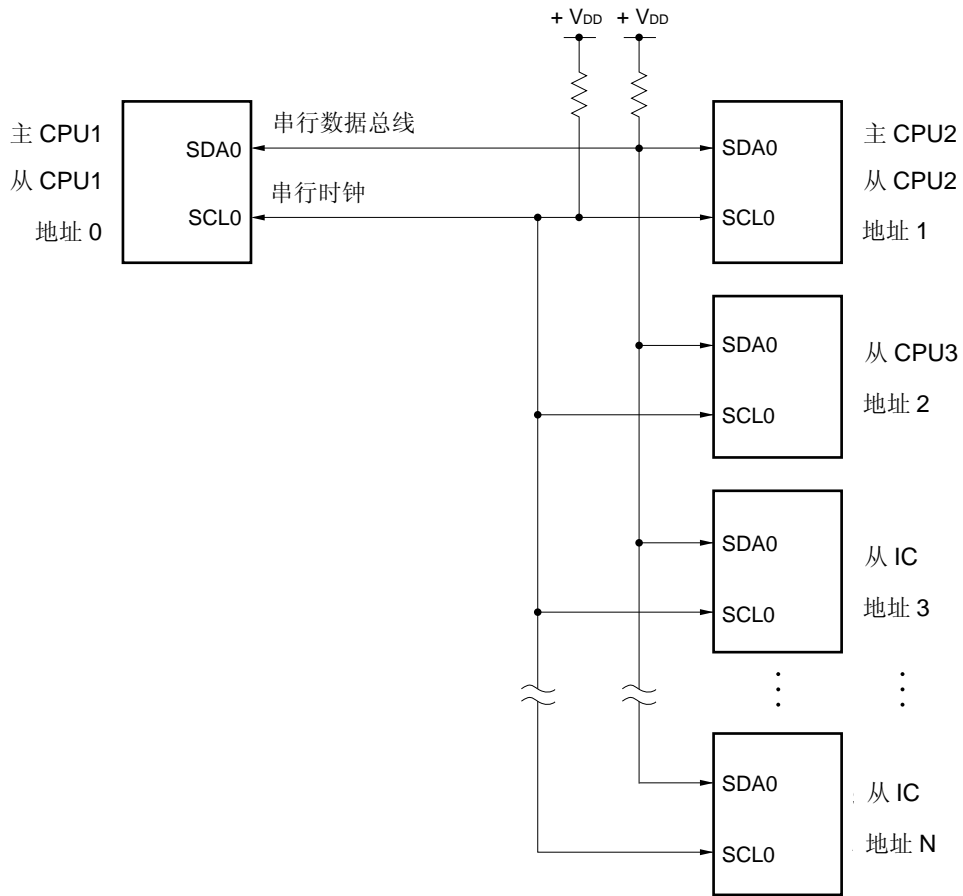 + VDD
+ VDD
主 CPU1
从 CPU1
地址 0
SDA0
SCL0
串行数据总线
串行时钟
SDA0
SCL0
主 CPU2
从 CPU2
地址 1
SDA0
SCL0
从 CPU3
地址 2
SDA0
SCL0
从 IC
地址 3
SDA0
SCL0
从 IC
地址 N